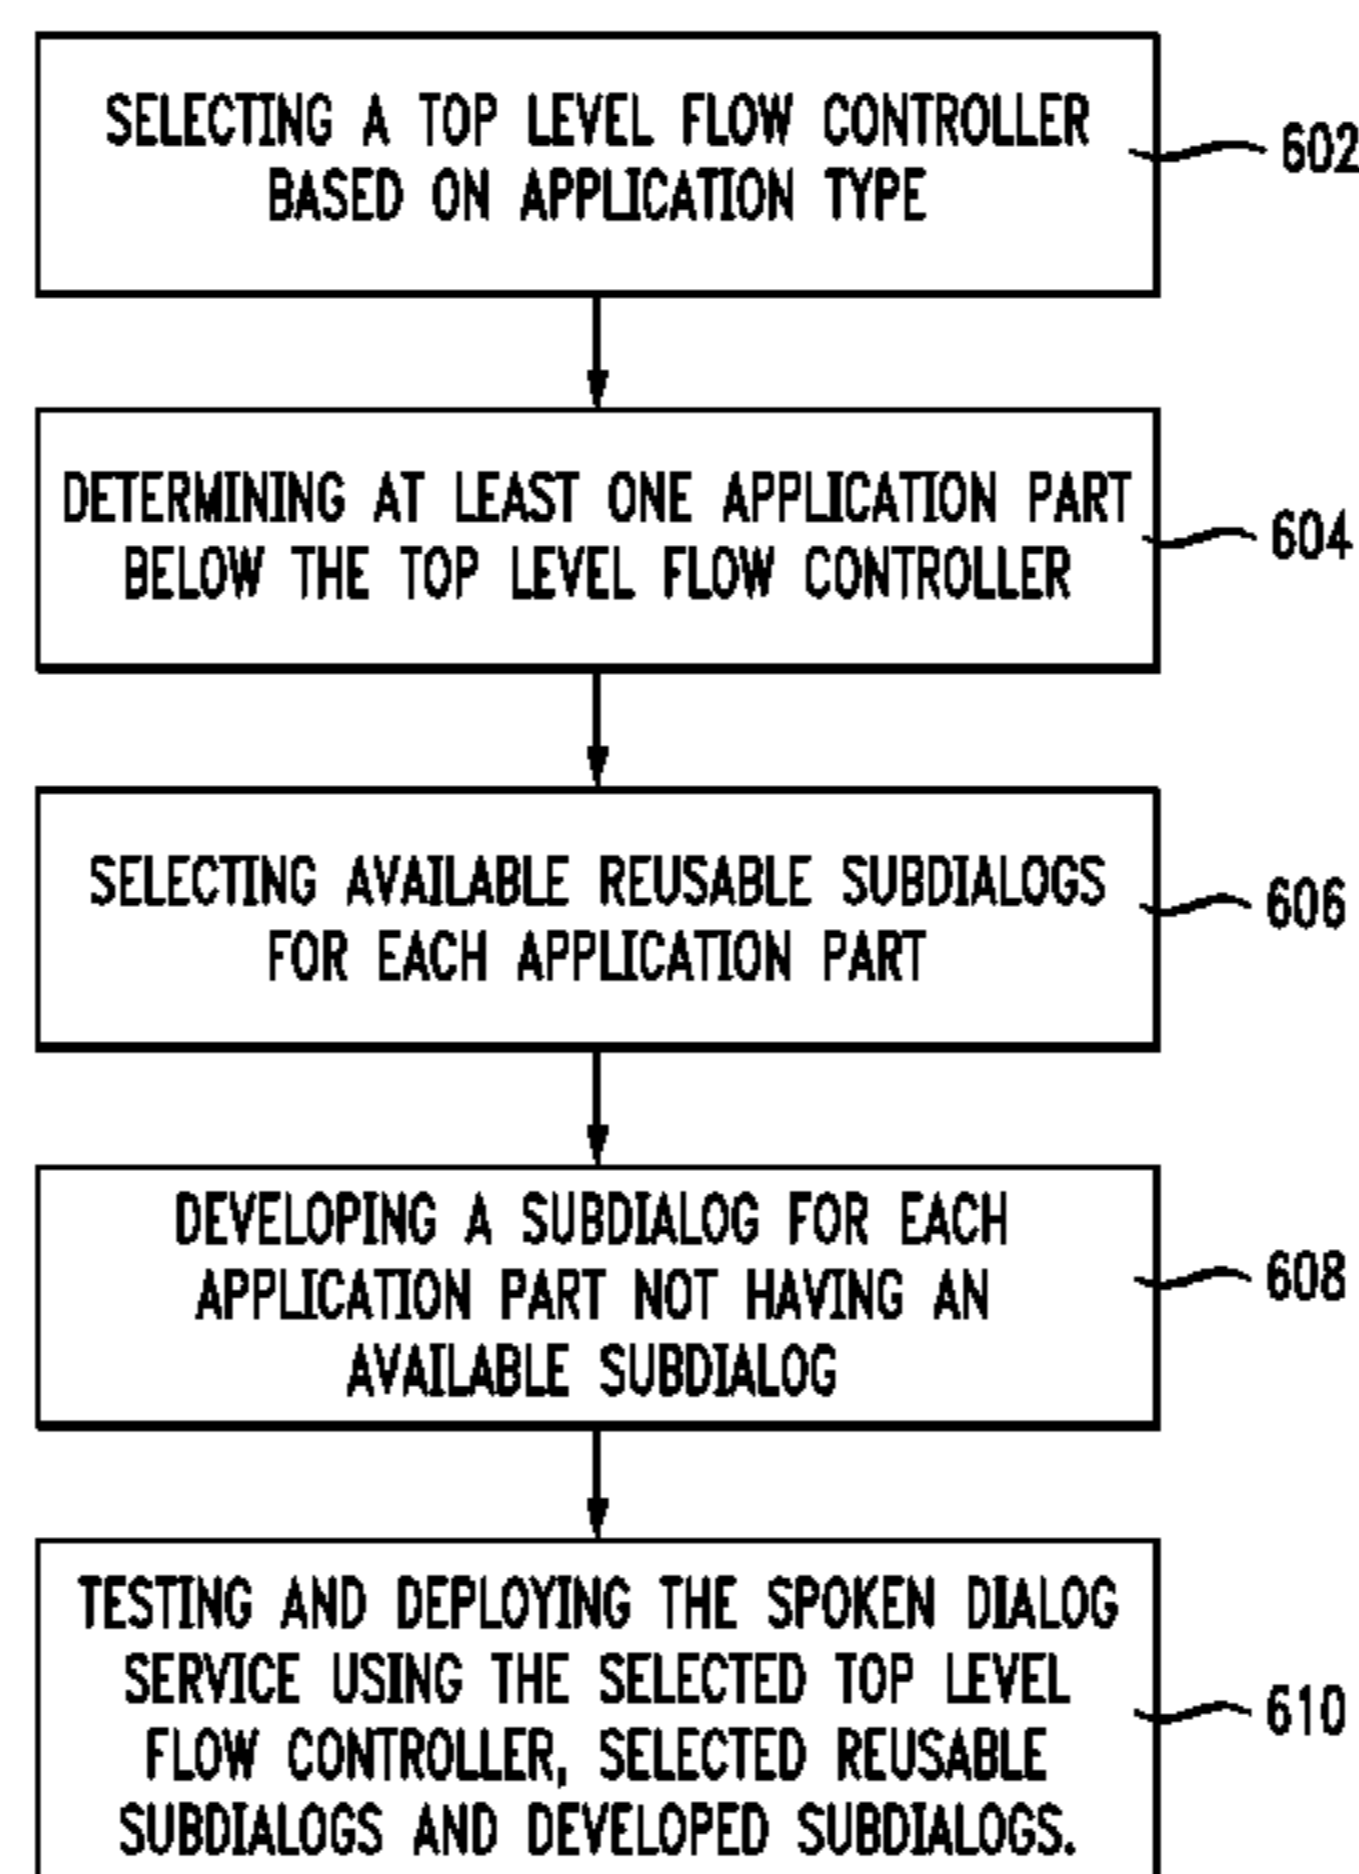 SELECTING A TOP LEVEL FLOW CONTROLLER
BASED ON APPLICATION TYPE
602
DETERMINING AT LEAST ONE APPLICATION PART
BELOW THE TOP LEVEL FLOW CONTROLLER
604
SELECTING AVAILABLE REUSABLE SUBDIALOGS
FOR EACH APPLICATION PART
606
DEVELOPING A SUBDIALOG FOR EACH
APPLICATION PART NOT HAVING AN
AVAILABLE SUBDIALOG
608
TESTING AND DEPLOYING THE SPOKEN DIALOG
SERVICE USING THE SELECTED TOP LEVEL
FLOW CONTROLLER, SELECTED REUSABLE
SUBDIALOGS AND DEVELOPED SUBDIALOGS.
610